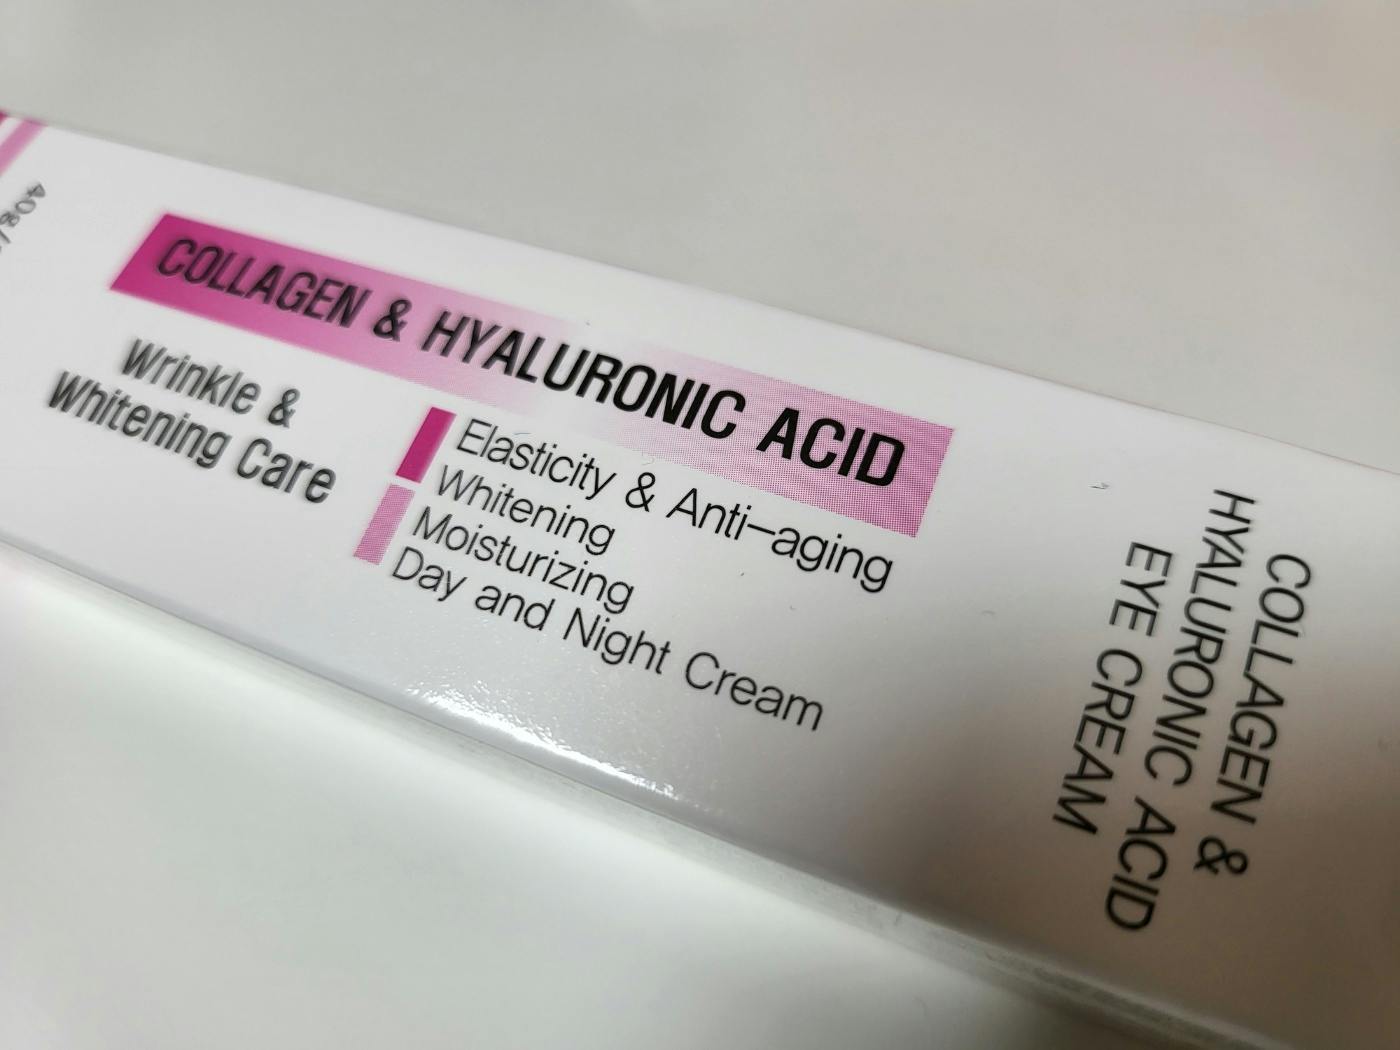 40g/
COLLAGEN & HYALURONIC ACID
Wrinkle &
Whitening Care
Elasticity & Anti-aging
Whitening
Moisturizing
Day and Night Cream
COLLAGEN &
HYALURONIC ACID
EYE CREAM